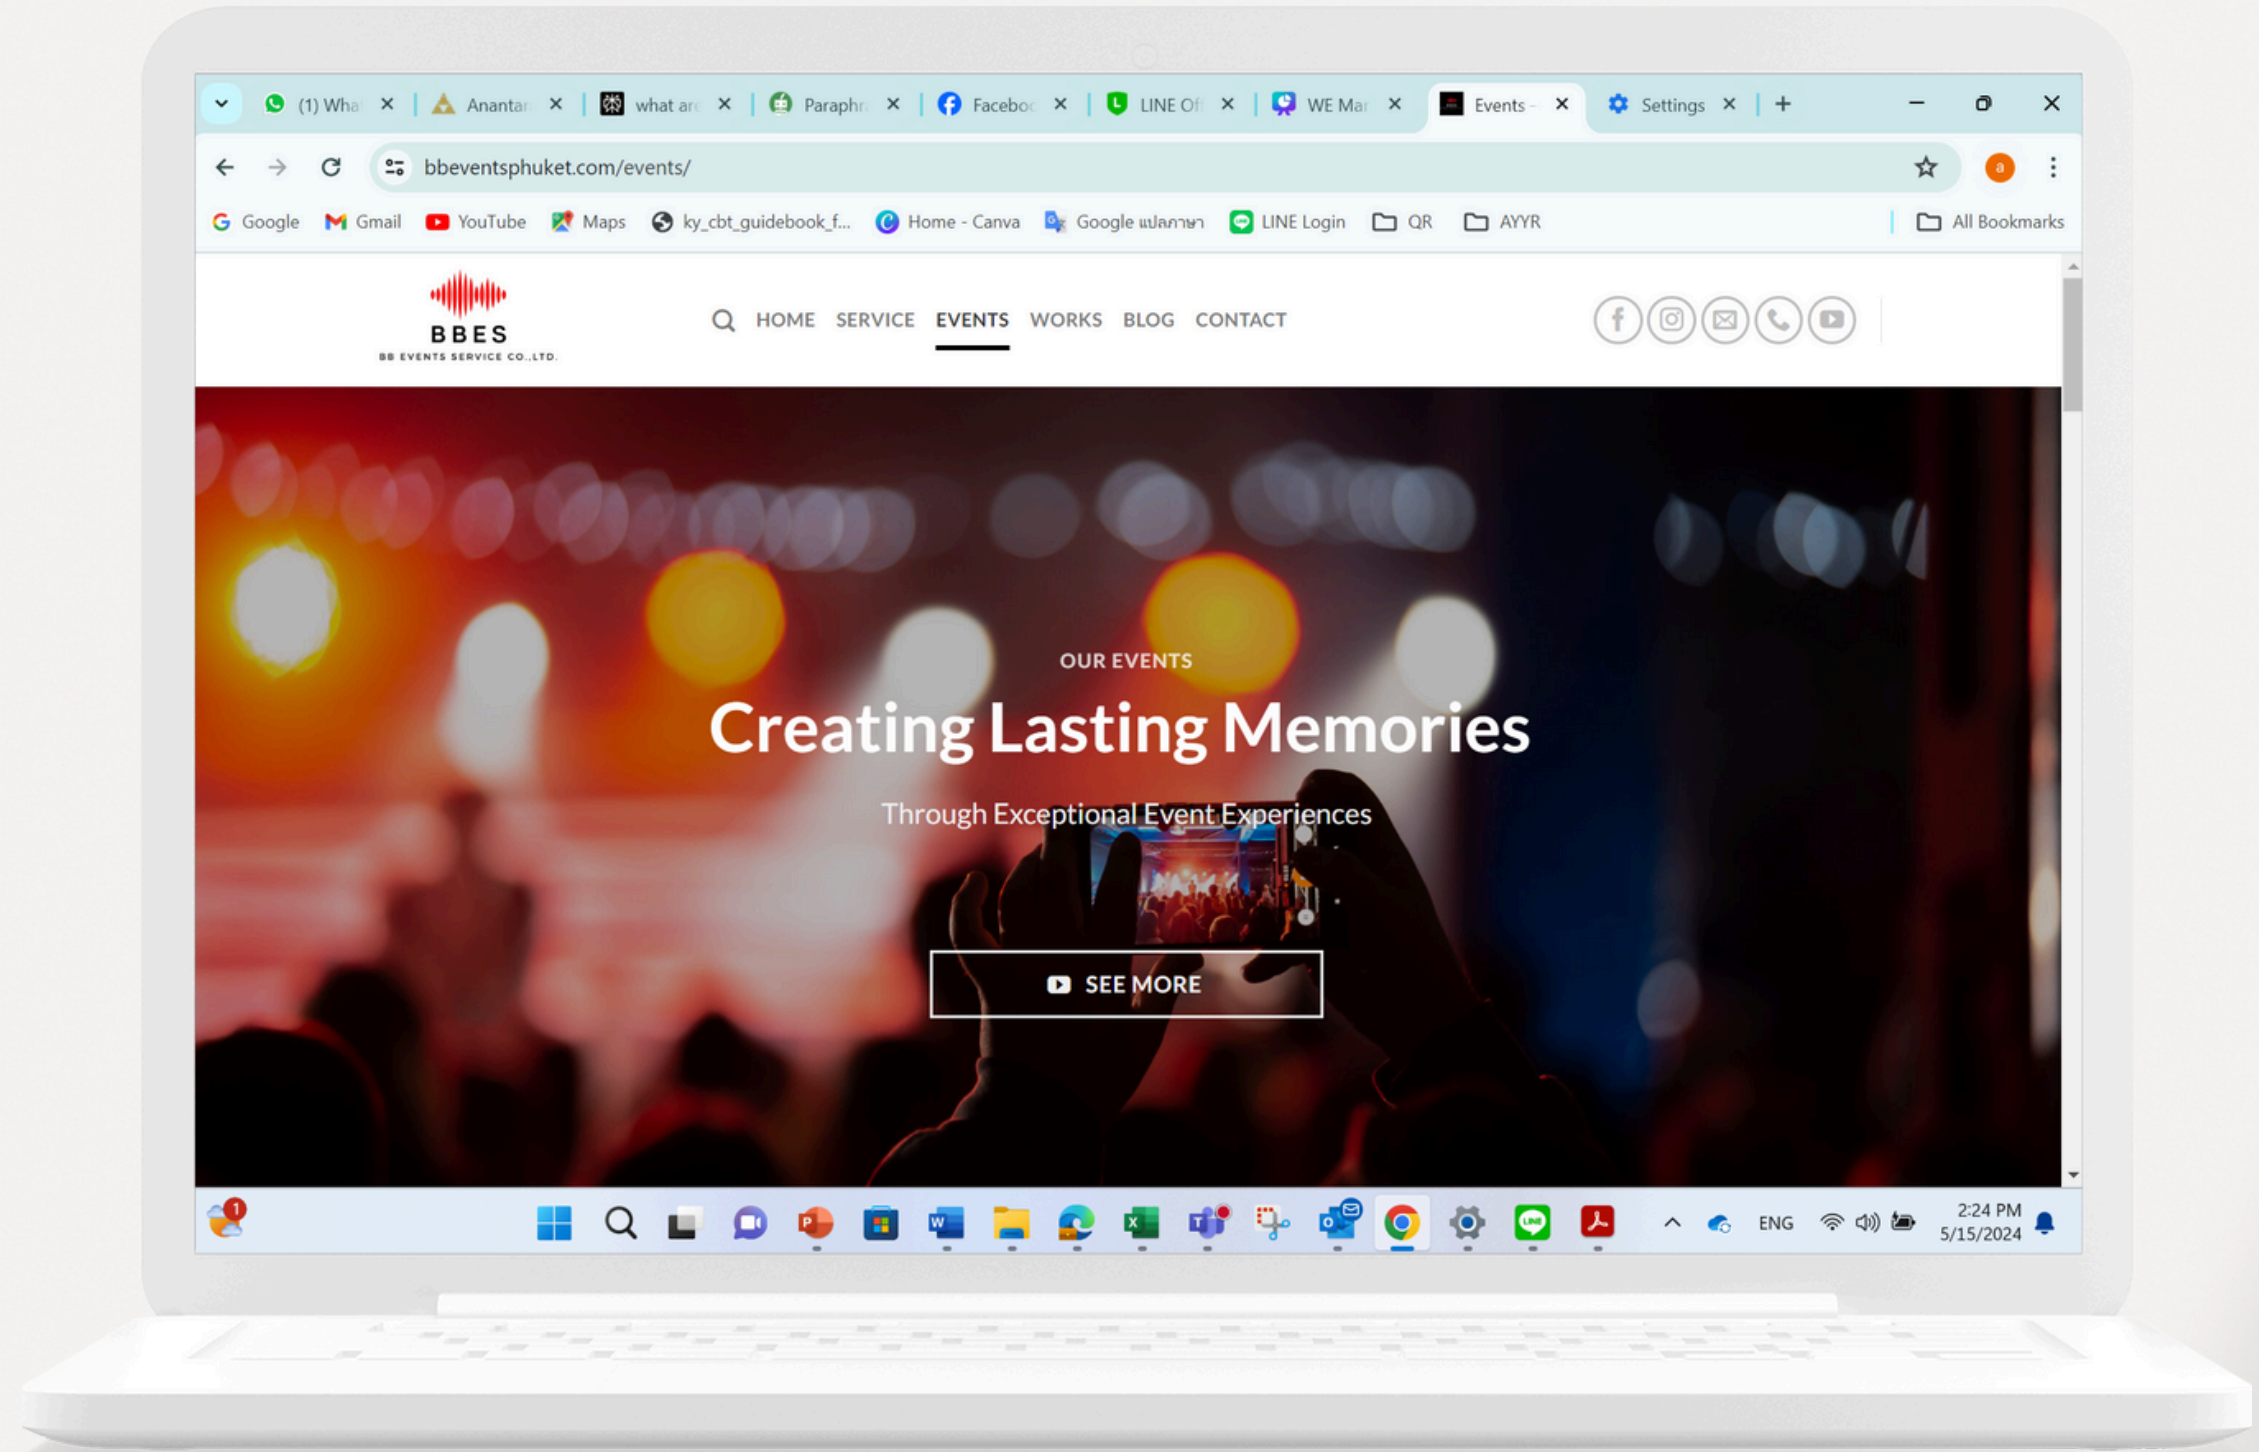 (1) Wha
Anantar
what are
Paraphra
Faceboo
LINE Of
WE Mar
Events –
Settings
bbeventsphuket.com/events/
Google
Gmail
YouTube
Maps
ky_cbt_guidebook_f...
Home - Canva
Google แปลภาษา
LINE Login
QR
AYYR
All Bookmarks
BBES
BB EVENTS SERVICE CO.,LTD.
HOME SERVICE EVENTS WORKS BLOG CONTACT
OUR EVENTS
Creating Lasting Memories
Through Exceptional Event Experiences
SEE MORE
1
ENG
2:24 PM
5/15/2024